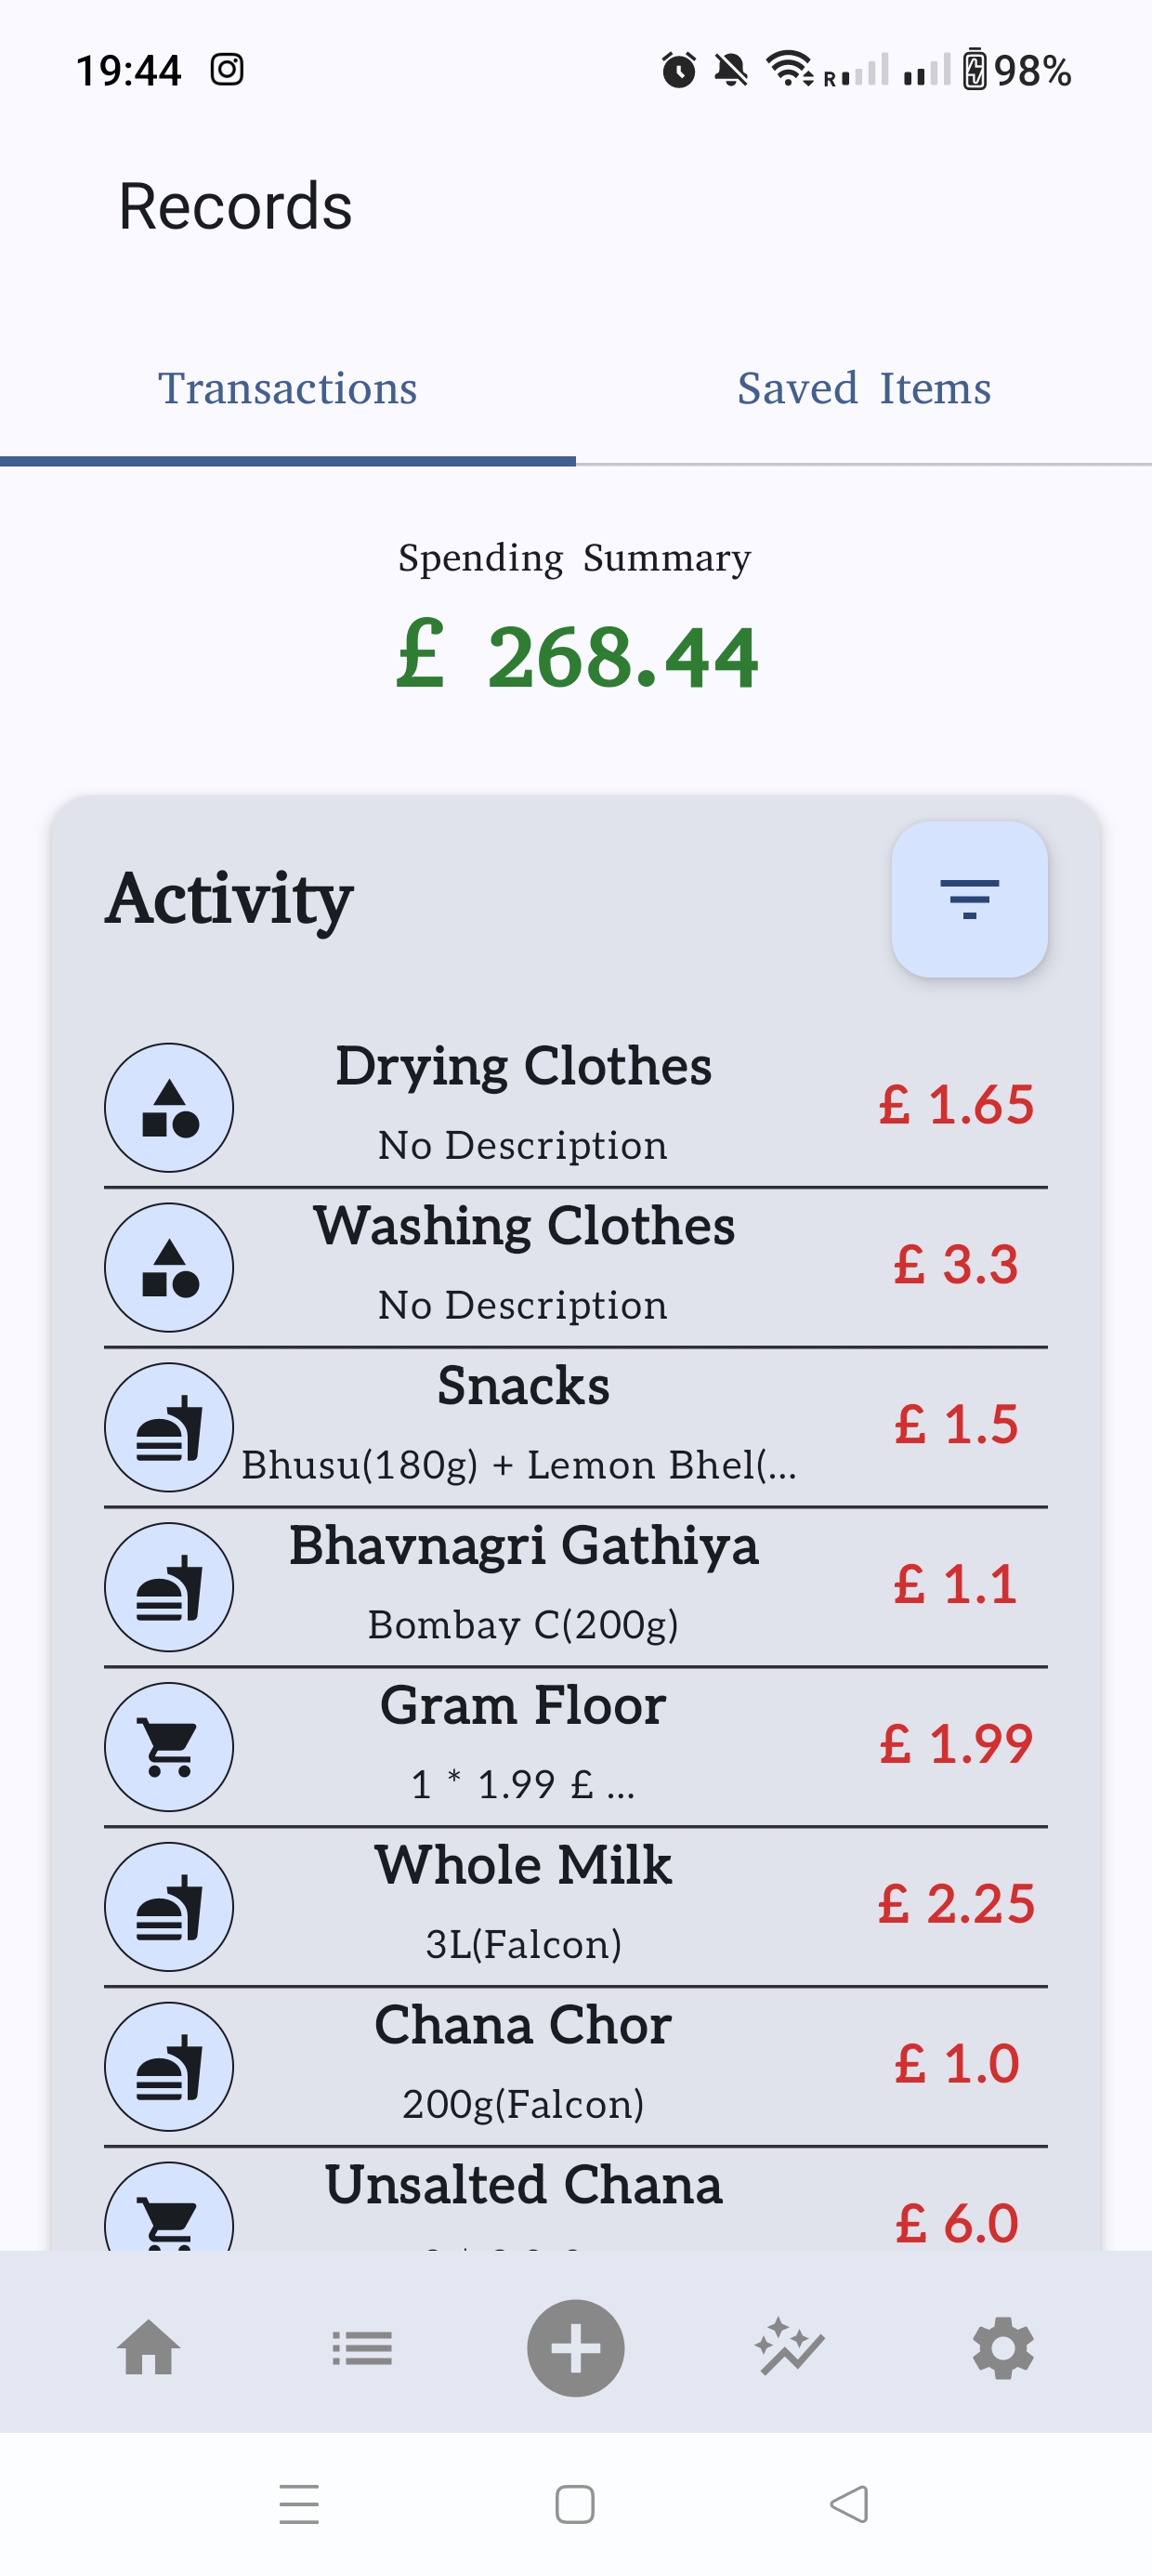 19:44
R
98%
Records
Transactions
Saved Items
Spending Summary
£ 268.44
Activity
Drying Clothes
£ 1.65
No Description
Washing Clothes
£ 3.3
No Description
Snacks
£ 1.5
Bhusu(180g) + Lemon Bhel(...
Bhavnagri Gathiya
£ 1.1
Bombay C(200g)
Gram Floor
£ 1.99
1 * 1.99 £ ...
Whole Milk
£ 2.25
3L(Falcon)
Chana Chor
£ 1.0
200g(Falcon)
Unsalted Chana
£ 6.0